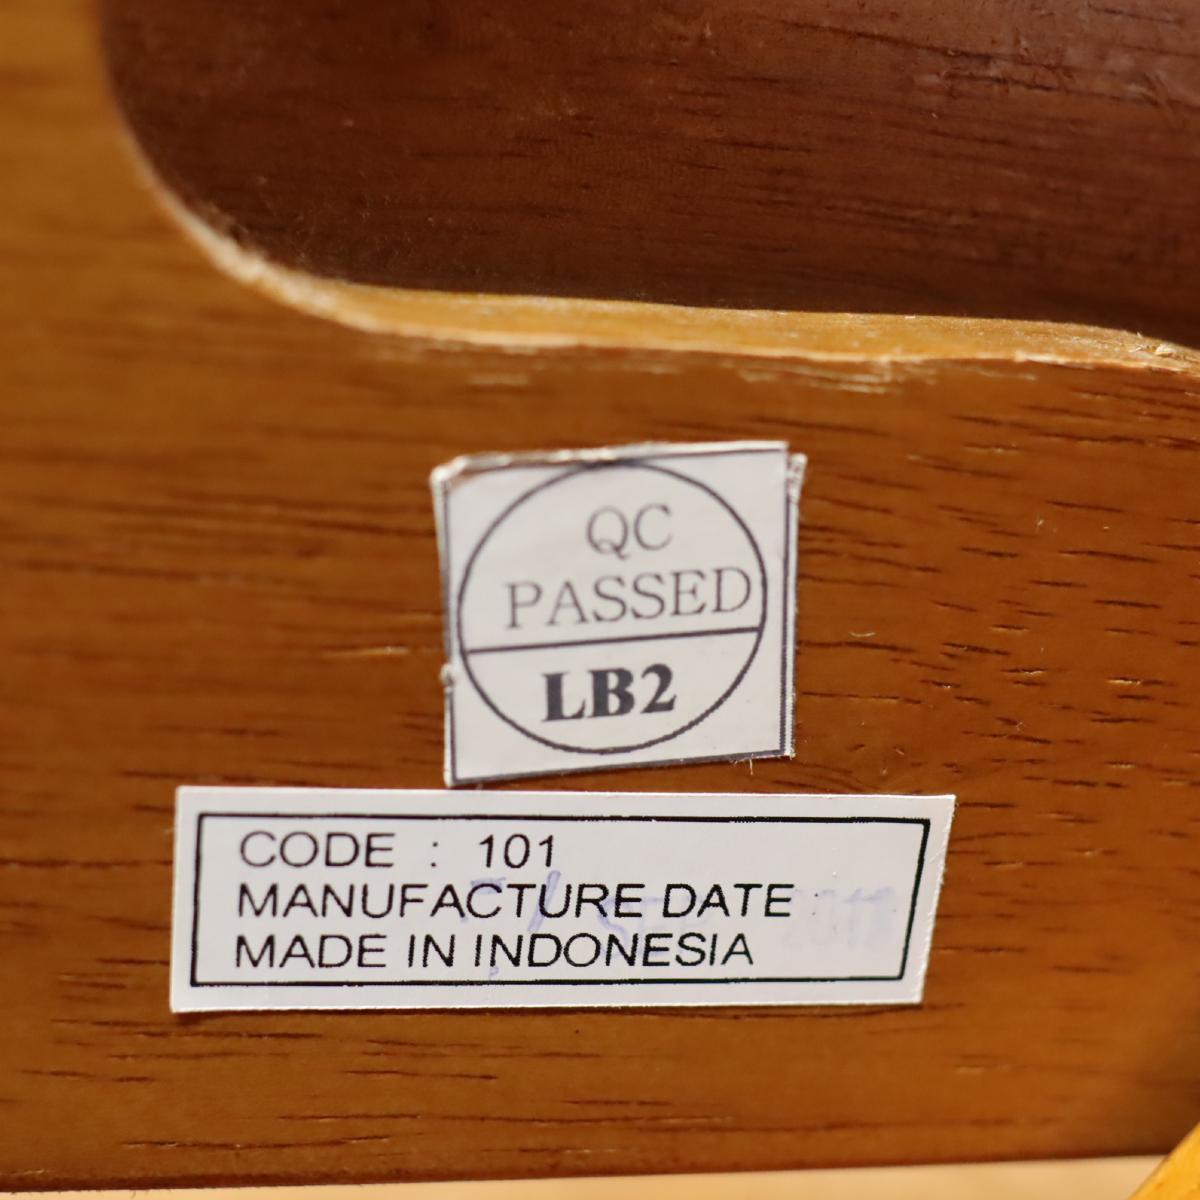 QC
PASSED
LB2
CODE : 101
MANUFACTURE DATE :
MADE IN INDONESIA